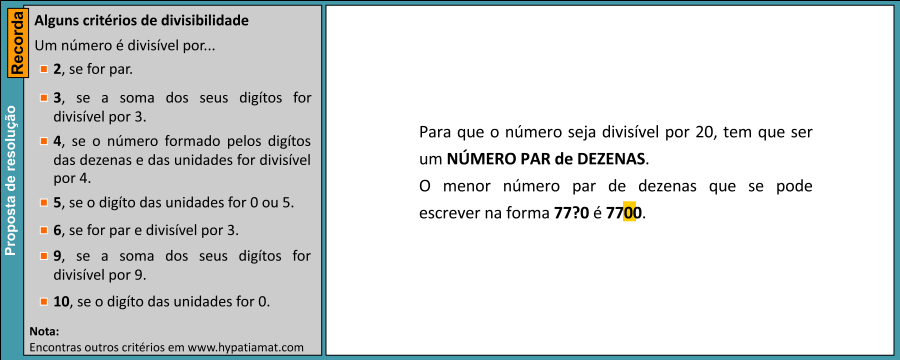 Recorda
Proposta de resolução
Alguns critérios de divisibilidade
Um número é divisível por...
2, se for par.
3, se a soma dos seus digítos for
divisível por 3.
4, se o número formado pelos digítos
das dezenas e das unidades for divisível
por 4.
5, se o digíto das unidades for 0 ou 5.
6, se for par e divisível por 3.
9, se a soma dos seus digítos for
divisível por 9.
10, se o digíto das unidades for 0.
Nota:
Encontras outros critérios em www.hypatiamat.com
Para que o número seja divisível por 20, tem que ser
um NÚMERO PAR de DEZENAS.
O menor número par de dezenas que se pode
escrever na forma 77?0 é 7700.